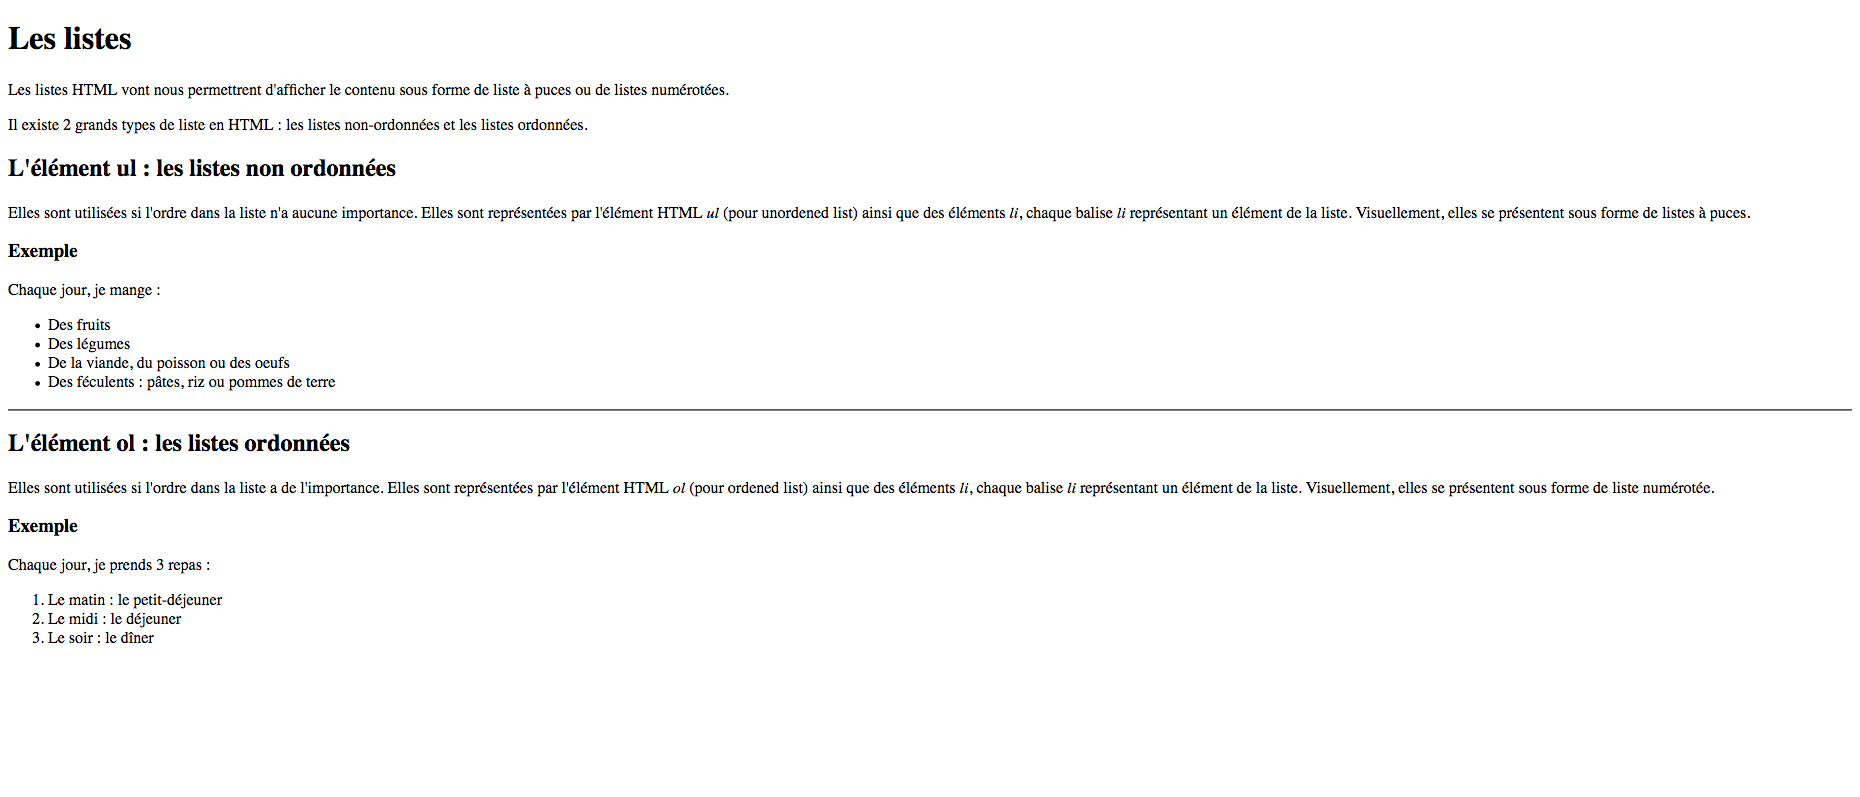 Les listes
Les listes HTML vont nous permettrent d'afficher le contenu sous forme de liste à puces ou de listes numérotées.
Il existe 2 grands types de liste en HTML : les listes non-ordonnées et les listes ordonnées.
L'élément ul : les listes non ordonnées
Elles sont utilisées si l'ordre dans la liste n'a aucune importance. Elles sont représentées par l'élément HTML ul (pour unordened list) ainsi que des éléments li, chaque balise li représentant un élément de la liste. Visuellement, elles se présentent sous forme de listes à puces.
Exemple
Chaque jour, je mange :
• Des fruits
• Des légumes
• De la viande, du poisson ou des oeufs
• Des féculents : pâtes, riz ou pommes de terre
L'élément ol : les listes ordonnées
Elles sont utilisées si l'ordre dans la liste a de l'importance. Elles sont représentées par l'élément HTML ol (pour ordened list) ainsi que des éléments li, chaque balise li représentant un élément de la liste. Visuellement, elles se présentent sous forme de liste numérotée.
Exemple
Chaque jour, je prends 3 repas :
1. Le matin : le petit-déjeuner
2. Le midi : le déjeuner
3. Le soir : le dîner